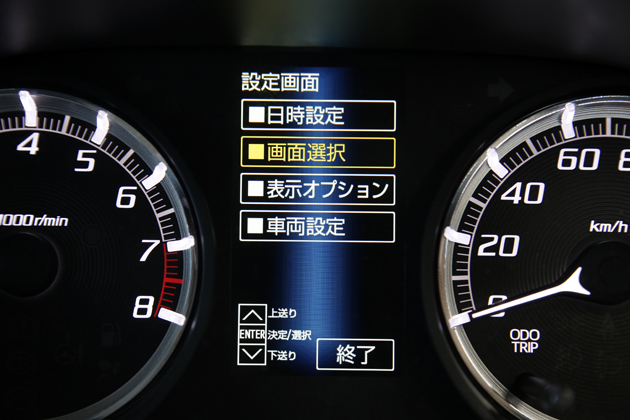 設定画面
■日時設定
■画面選択
■表示オプション
■車両設定
上送り
ENTER 決定/選択
下送り
終了
4
5
6
7
8
1000 r/min
0
20
40
60
km/h
ODO
TRIP